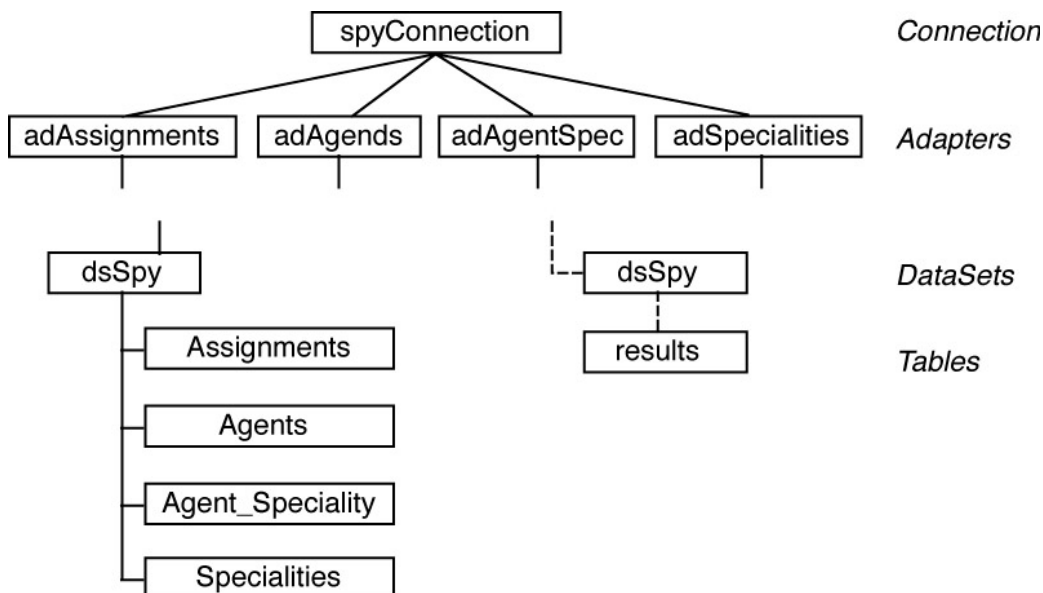 spyConnection
Connection
adAssignments
adAgends
adAgentSpec
adSpecialities
Adapters
dsSpy
dsSpy
DataSets
Assignments
results
Tables
Agents
Agent_Speciality
Specialities